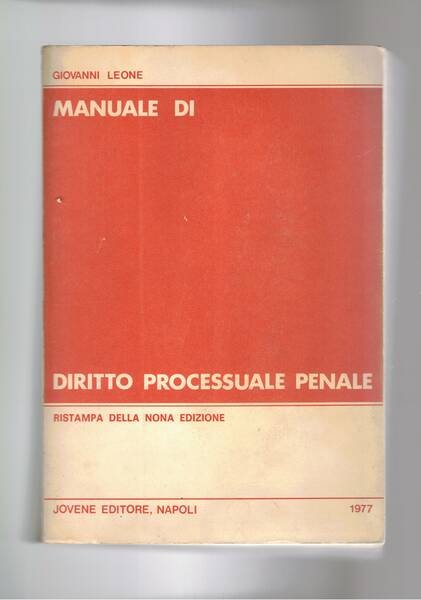 GIOVANNI LEONE
MANUALE DI
DIRITTO PROCESSUALE PENALE
RISTAMPA DELLA NONA EDIZIONE
JOVENE EDITORE, NAPOLI 1977